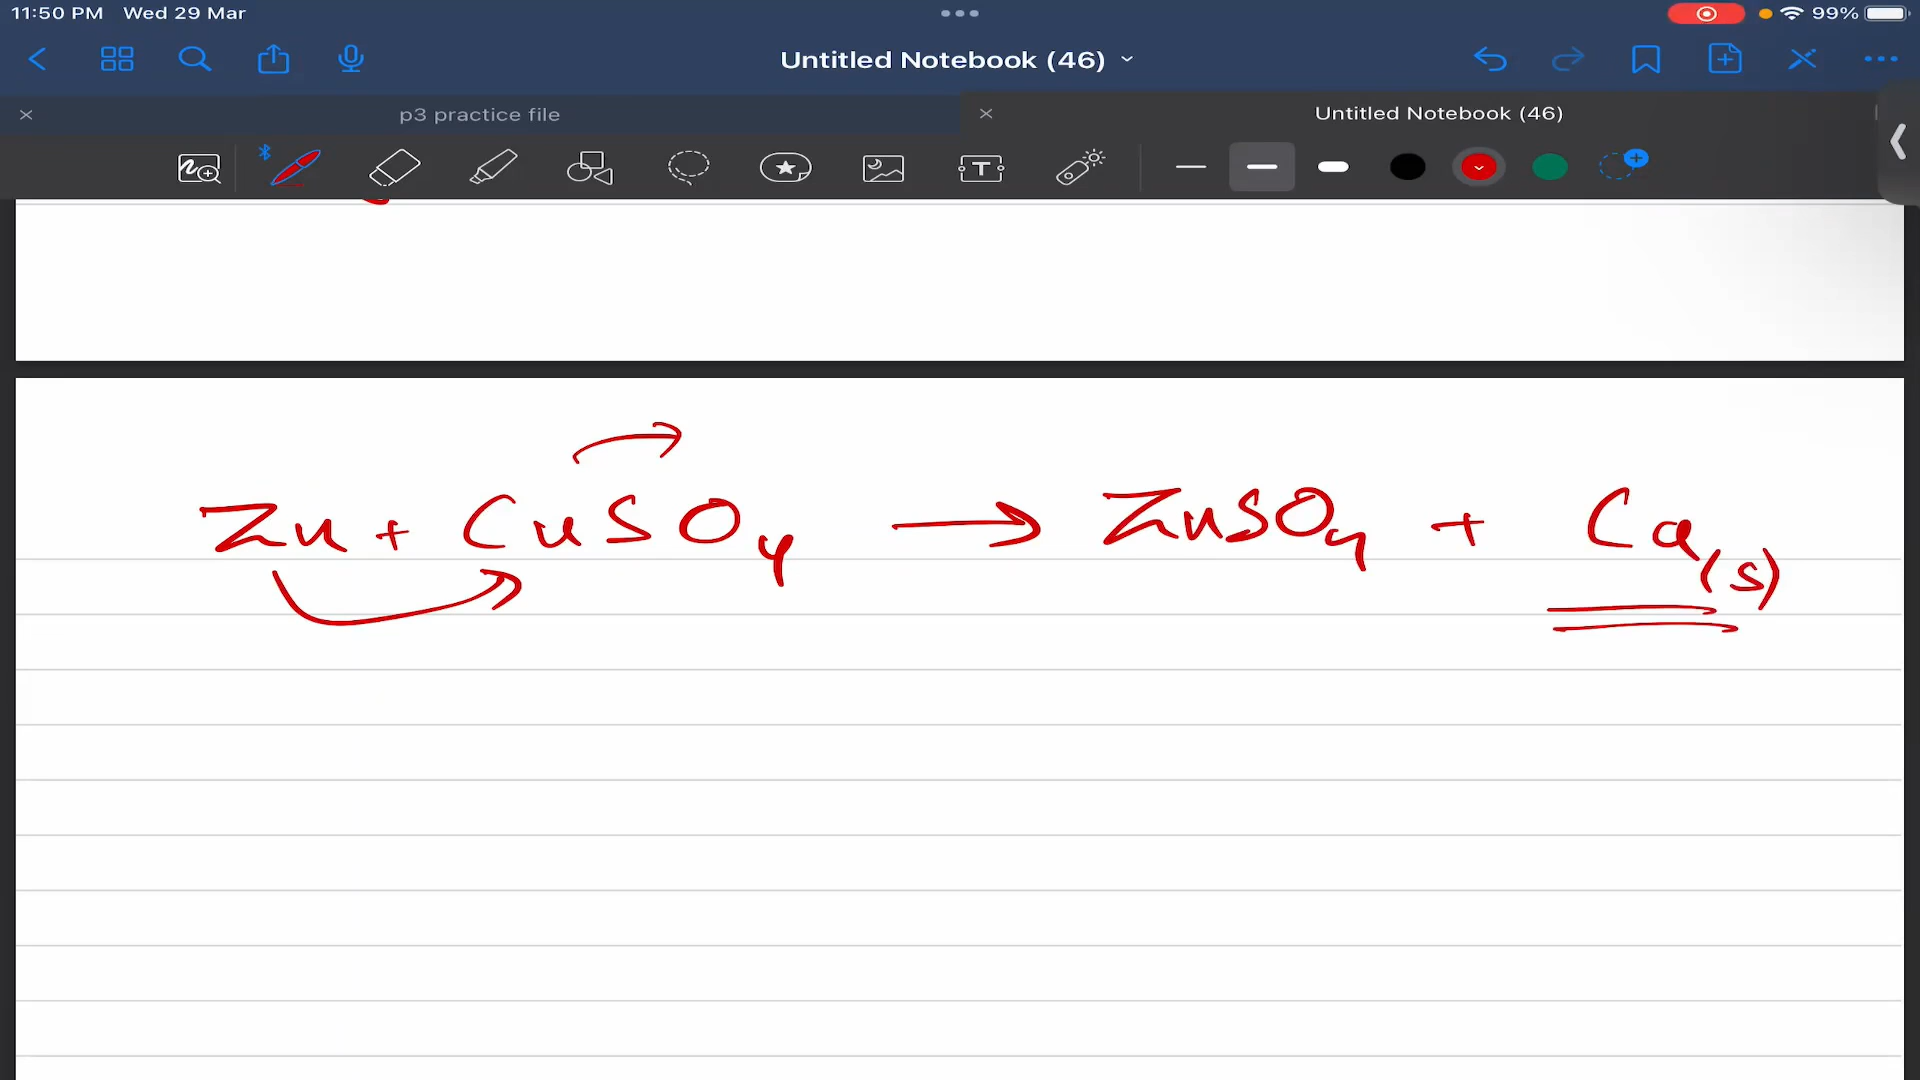 11:50 PM Wed 29 Mar 99%
Untitled Notebook (46)
p3 practice file
Untitled Notebook (46)
T
Zn + CuSO4 → ZnSO4 + Ca(s)